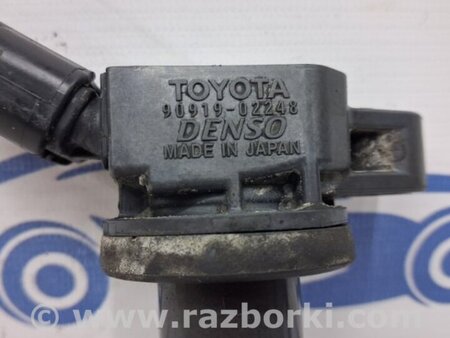 TOYOTA
90919-02248
DENSO
MADE IN JAPAN
© www.razborki.com